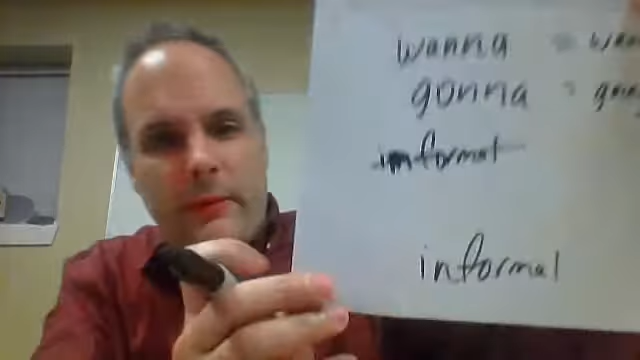 wanna =
gonna =
informal